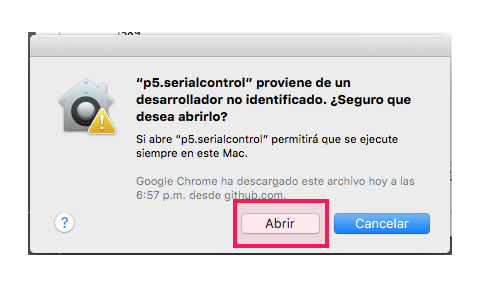 “p5.serialcontrol” proviene de un
desarrollador no identificado. ¿Seguro que
desea abrirlo?
Si abre “p5.serialcontrol” permitirá que se ejecute
siempre en este Mac.
Google Chrome ha descargado este archivo hoy a las
6:57 p.m. desde github.com.
?
Abrir
Cancelar